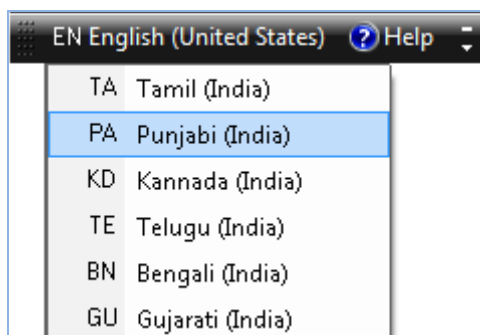 EN English (United States) ? Help
TA Tamil (India)
PA Punjabi (India)
KD Kannada (India)
TE Telugu (India)
BN Bengali (India)
GU Gujarati (India)